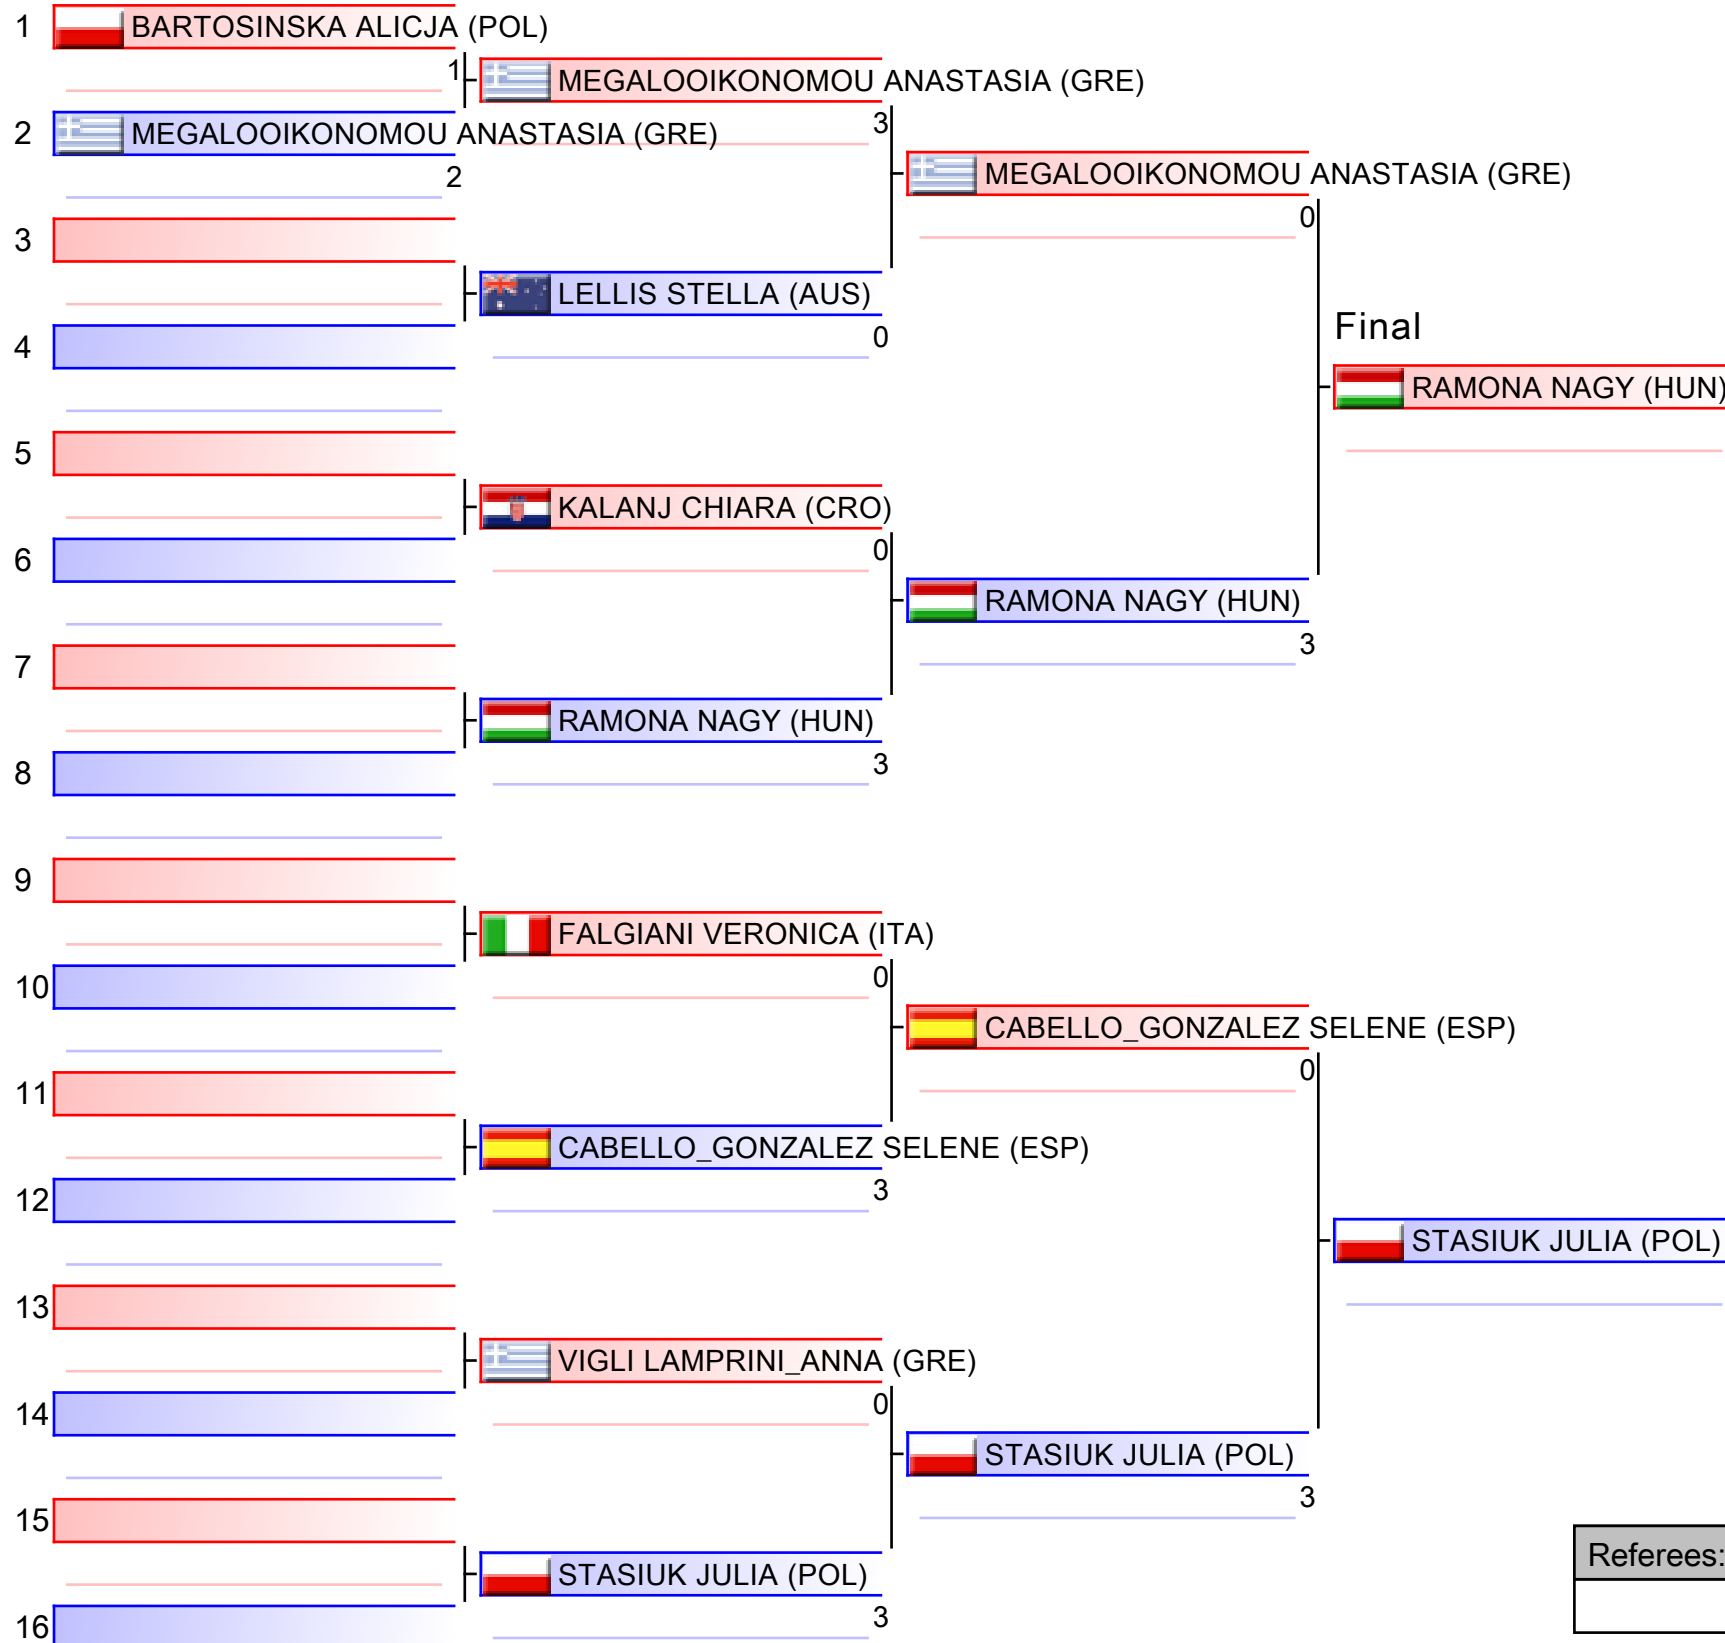 1 BARTOSINSKA ALICJA (POL)
1 MEGALOOIKONOMOU ANASTASIA (GRE)
2 MEGALOOIKONOMOU ANASTASIA (GRE) 3
MEGALOOIKONOMOU ANASTASIA (GRE)
2
3 0
LELLIS STELLA (AUS)
Final
4 0
RAMONA NAGY (HUN)
5
KALANJ CHIARA (CRO)
6 0
RAMONA NAGY (HUN)
7 3
RAMONA NAGY (HUN)
8 3
9
FALGIANI VERONICA (ITA)
10 0
CABELLO_GONZALEZ SELENE (ESP)
11 0
CABELLO_GONZALEZ SELENE (ESP)
12 3
STASIUK JULIA (POL)
13
VIGLI LAMPRINI_ANNA (GRE)
14 0
STASIUK JULIA (POL)
15 3
Referees:
STASIUK JULIA (POL)
16 3